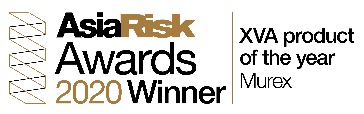 AsiaRisk
Awards
2020 Winner
XVA product
of the year
Murex